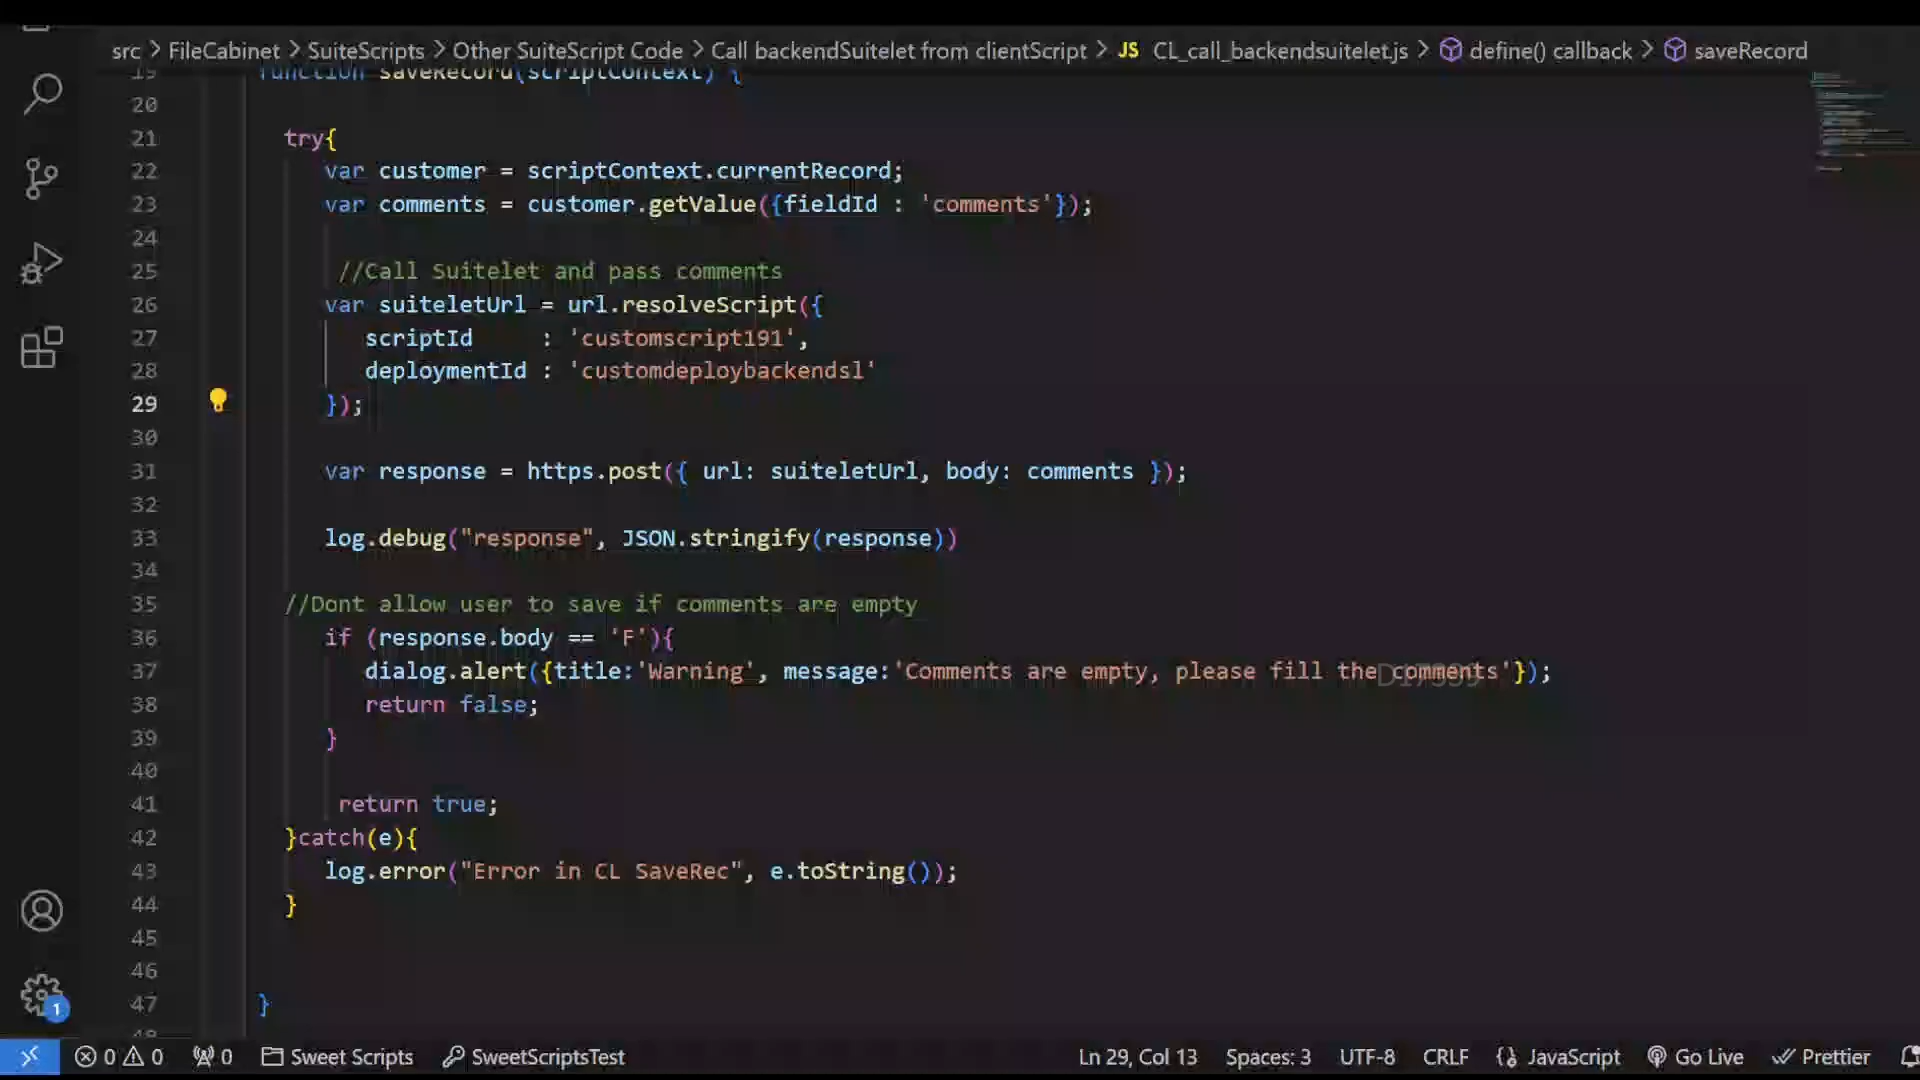 src > FileCabinet > SuiteScripts > Other SuiteScript Code > Call backendSuitelet from clientScript > JS CL_call_backendsuitelet.js > define() callback > saveRecord
19 function saveRecord(scriptContext) {
20
21 try{
22 var customer = scriptContext.currentRecord;
23 var comments = customer.getValue({fieldId : 'comments'});
24
25 //Call Suitelet and pass comments
26 var suiteletUrl = url.resolveScript({
27 scriptId : 'customscript191',
28 deploymentId : 'customdeploybackendsl'
29 });
30
31 var response = https.post({ url: suiteletUrl, body: comments });
32
33 log.debug("response", JSON.stringify(response))
34
35 //Dont allow user to save if comments are empty
36 if (response.body == 'F'){
37 dialog.alert({title:'Warning', message:'Comments are empty, please fill the comments'});
38 return false;
39 }
40
41 return true;
42 }catch(e){
43 log.error("Error in CL SaveRec", e.toString());
44 }
45
46
47 }
48
1
0 0 0 Sweet Scripts SweetScriptsTest Ln 29, Col 13 Spaces: 3 UTF-8 CRLF {} JavaScript Go Live Prettier